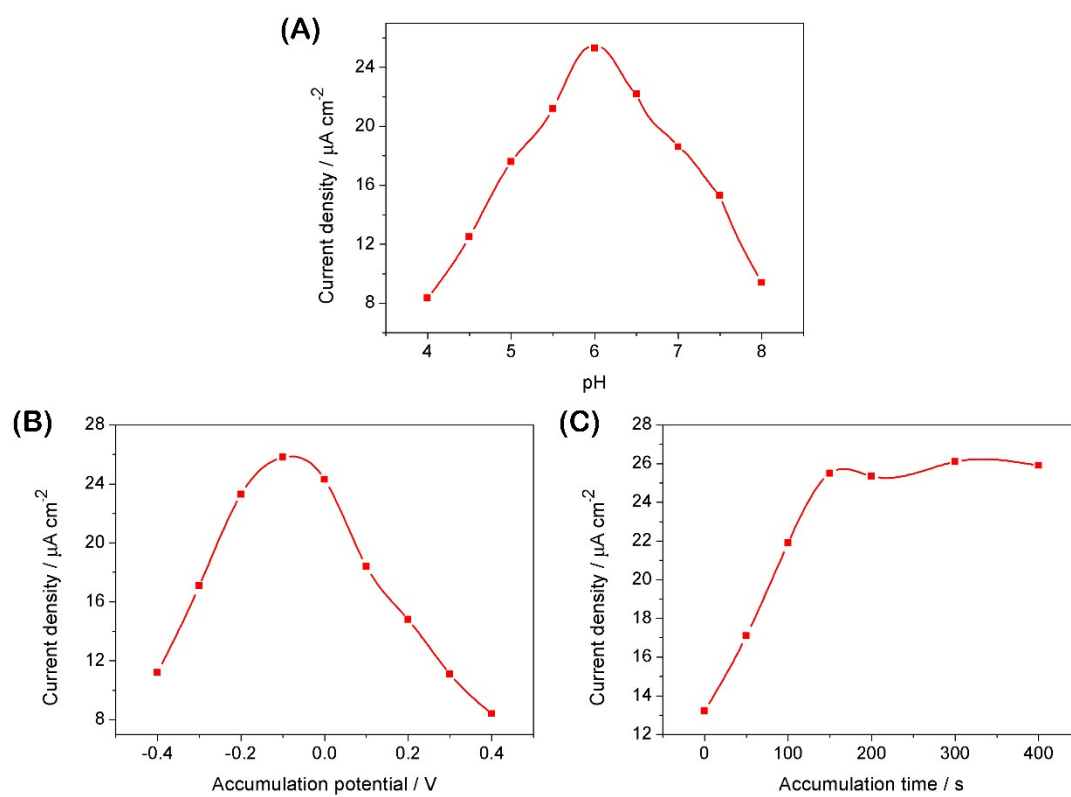 (A)
Current density / μA cm⁻²
24
20
16
12
8
4 5 6 7 8
pH
(B)
Current density / μA cm⁻²
28
24
20
16
12
8
-0.4 -0.2 0.0 0.2 0.4
Accumulation potential / V
(C)
Current density / μA cm⁻²
28
26
24
22
20
18
16
14
12
0 100 200 300 400
Accumulation time / s